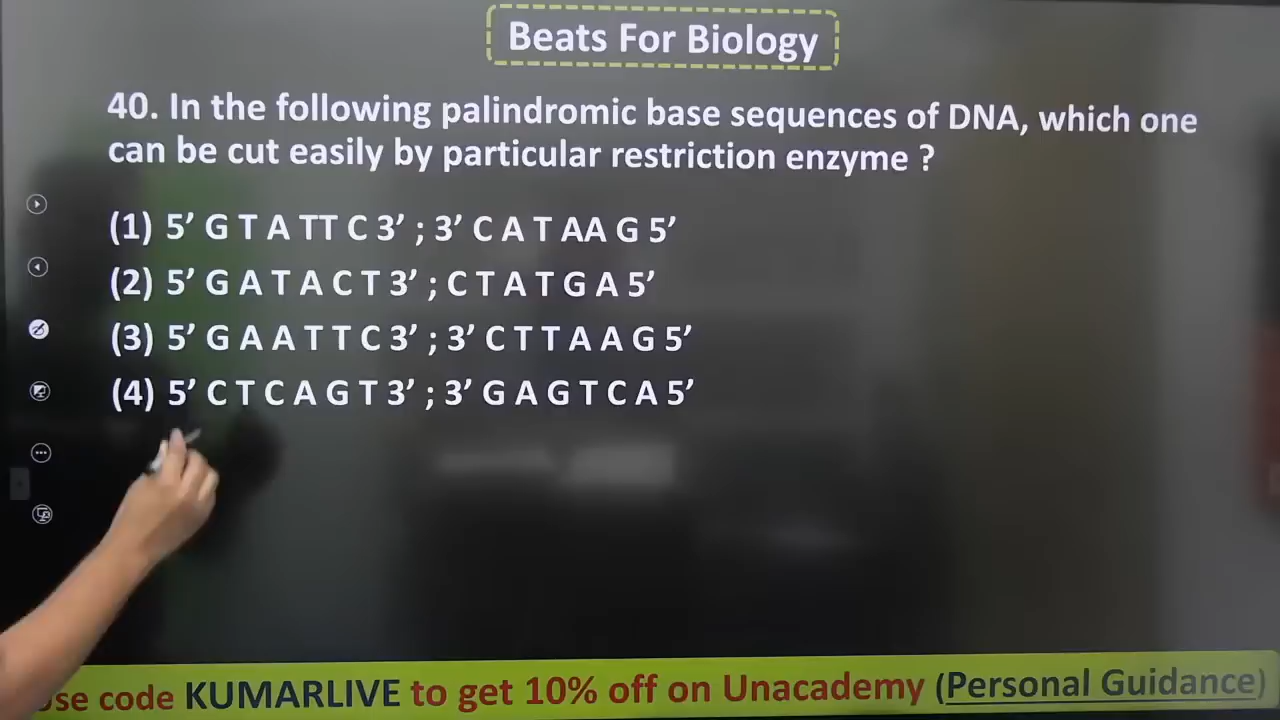 Beats For Biology
40. In the following palindromic base sequences of DNA, which one
can be cut easily by particular restriction enzyme ?
(1) 5’ G T A TT C 3’ ; 3’ C A T AA G 5’
(2) 5’ G A T A C T 3’ ; C T A T G A 5’
(3) 5’ G A A T T C 3’ ; 3’ C T T A A G 5’
(4) 5’ C T C A G T 3’ ; 3’ G A G T C A 5’
code KUMARLIVE to get 10% off on Unacademy (Personal Guidance)